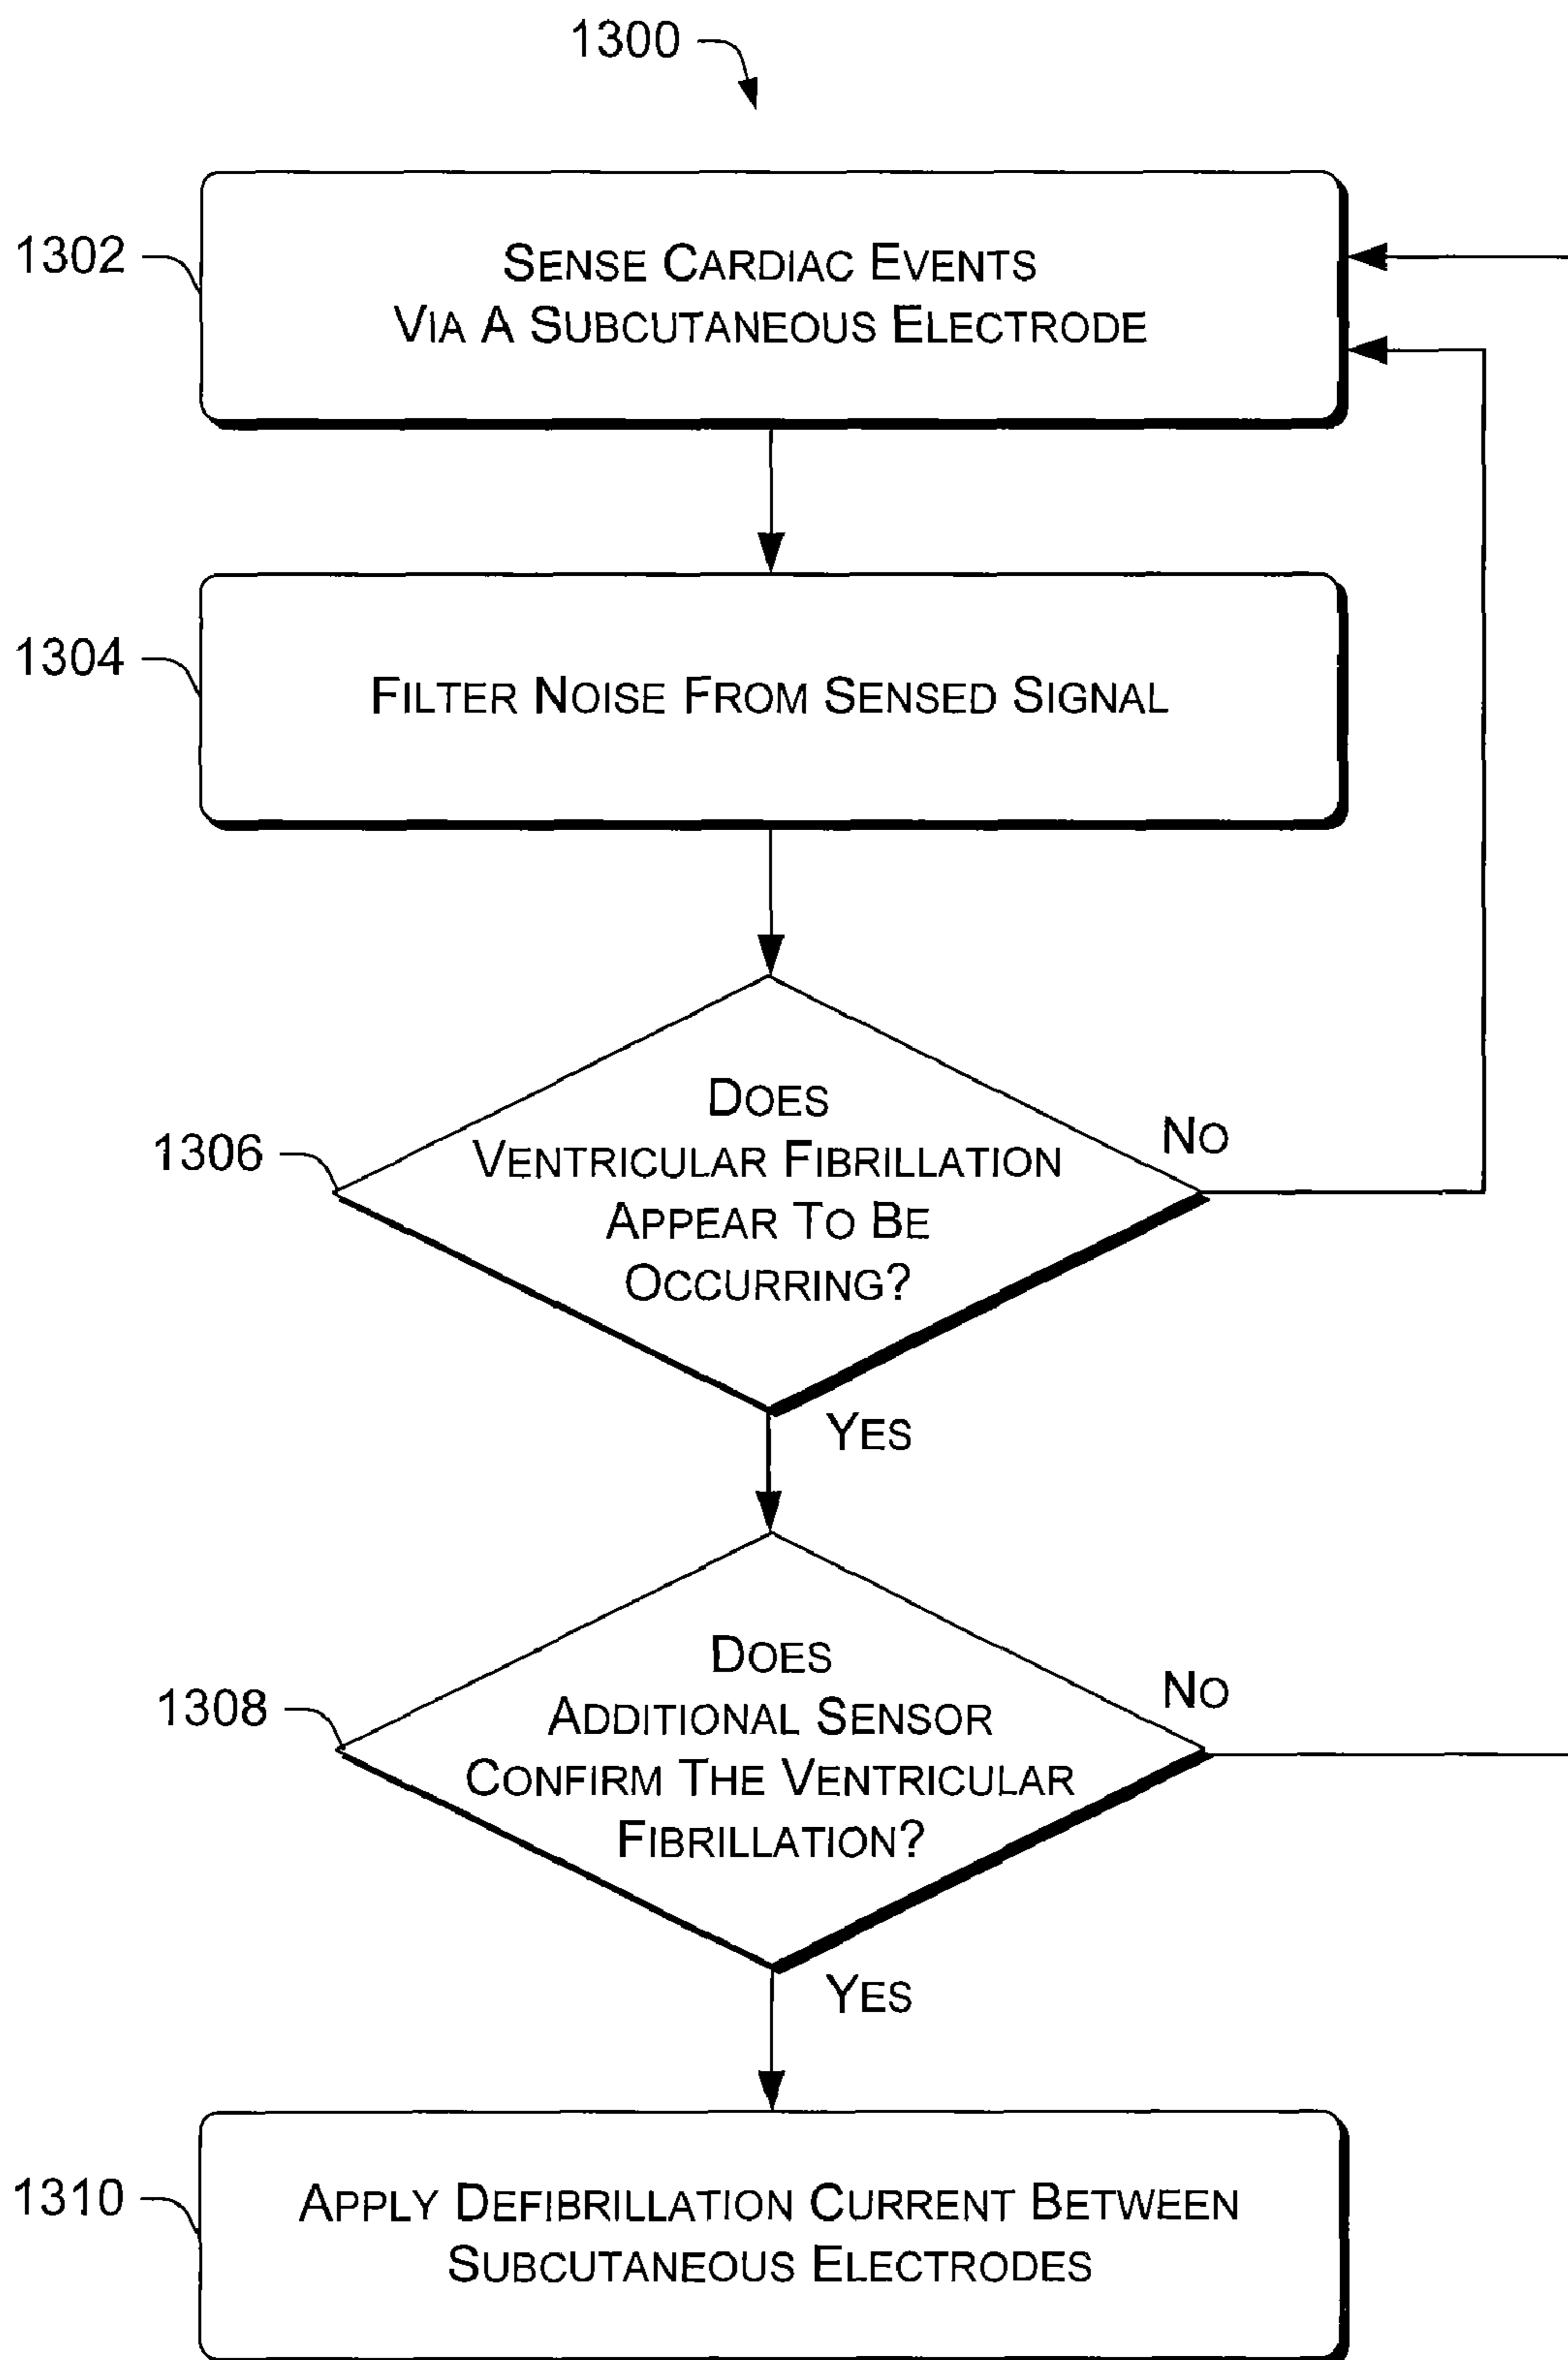 1300
1302
SENSE CARDIAC EVENTS
VIA A SUBCUTANEOUS ELECTRODE
1304
FILTER NOISE FROM SENSED SIGNAL
1306
DOES
VENTRICULAR FIBRILLATION
APPEAR TO BE
OCCURRING?
NO
YES
1308
DOES
ADDITIONAL SENSOR
CONFIRM THE VENTRICULAR
FIBRILLATION?
NO
YES
1310
APPLY DEFIBRILLATION CURRENT BETWEEN
SUBCUTANEOUS ELECTRODES